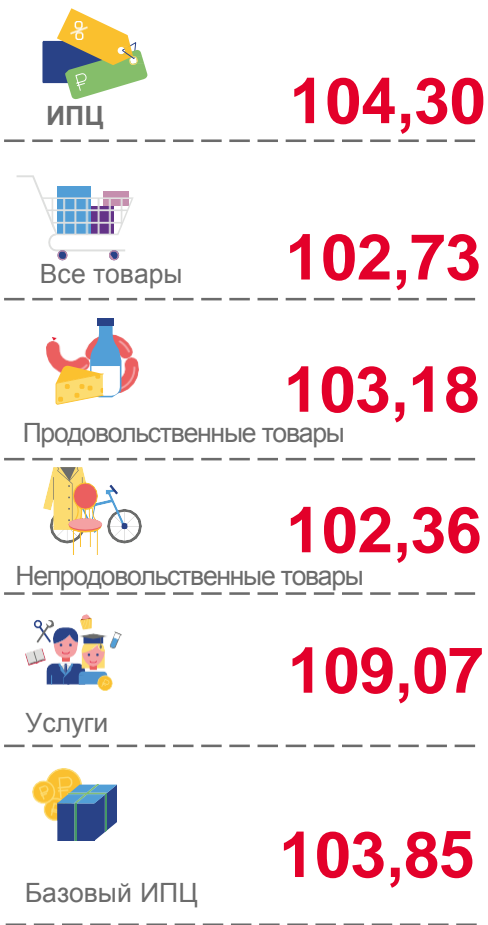 ИПЦ
104,30
Все товары
102,73
Продовольственные товары
103,18
Непродовольственные товары
102,36
Услуги
109,07
Базовый ИПЦ
103,85